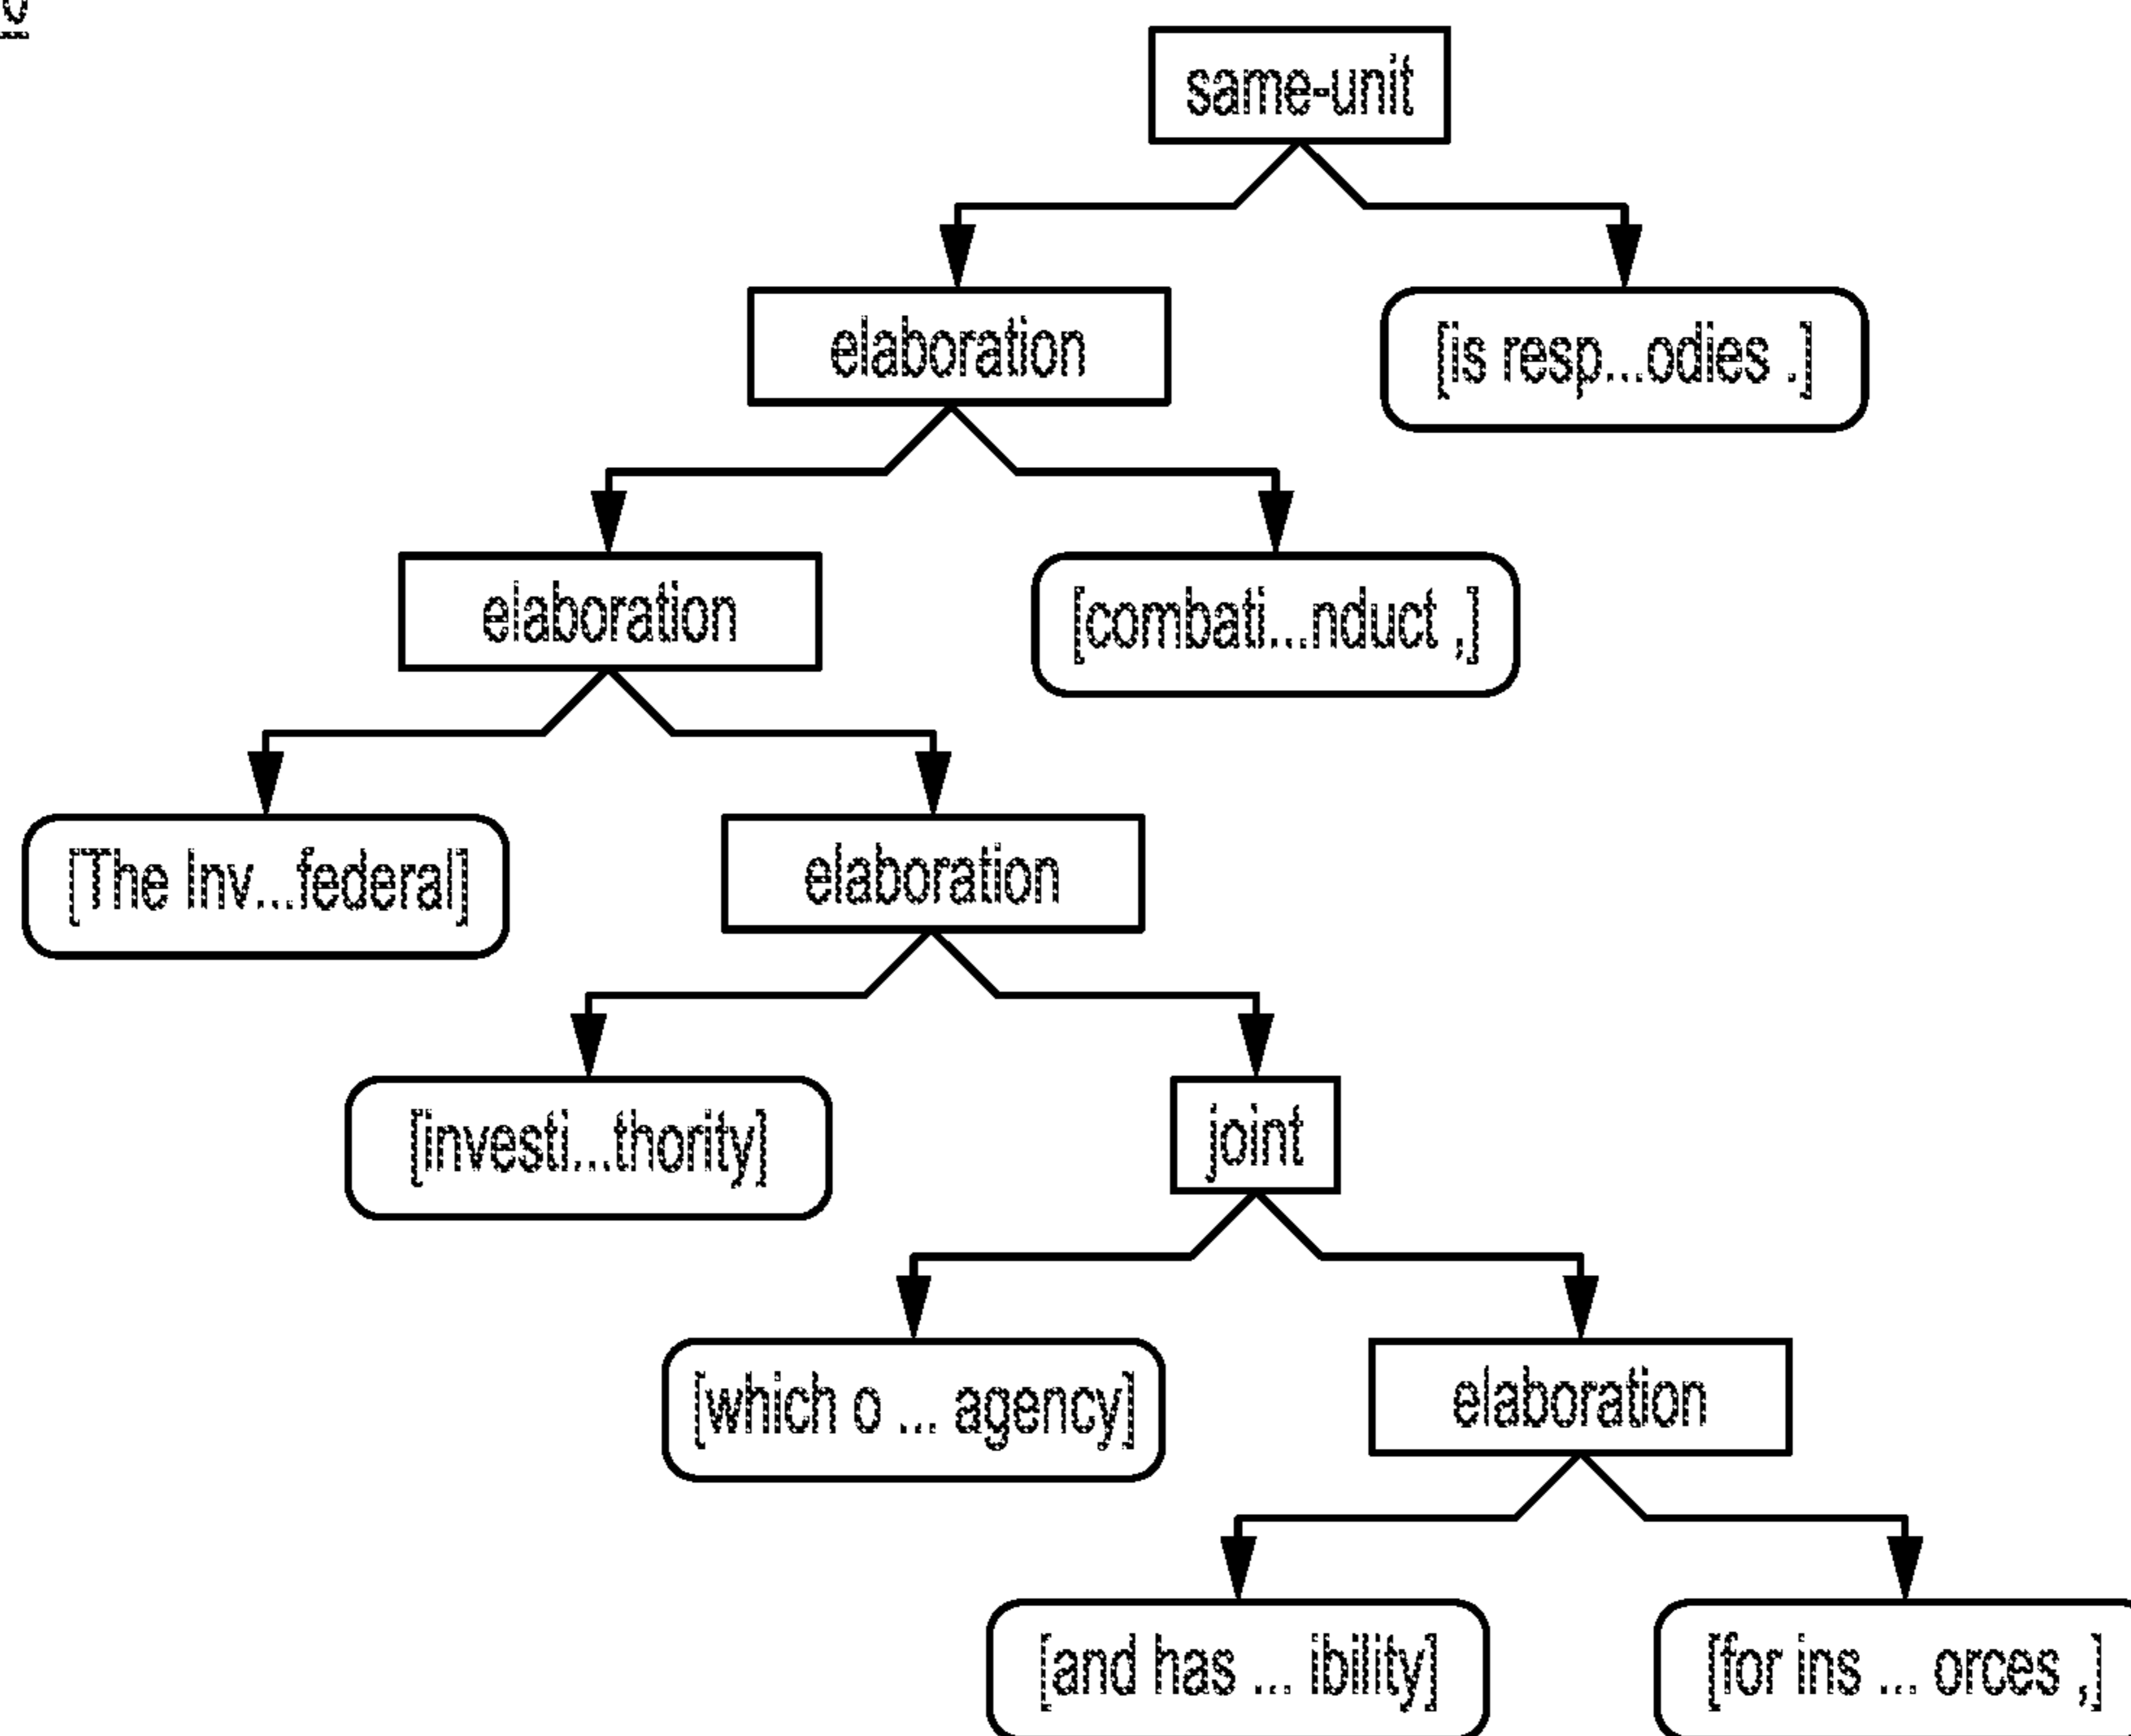 same-unit
elaboration
[is resp...odies .]
elaboration
[combati...nduct ,]
[The Inv...federal]
elaboration
[investi...thority]
joint
[which o ... agency]
elaboration
[and has ... ibility]
[for ins ... orces ,]